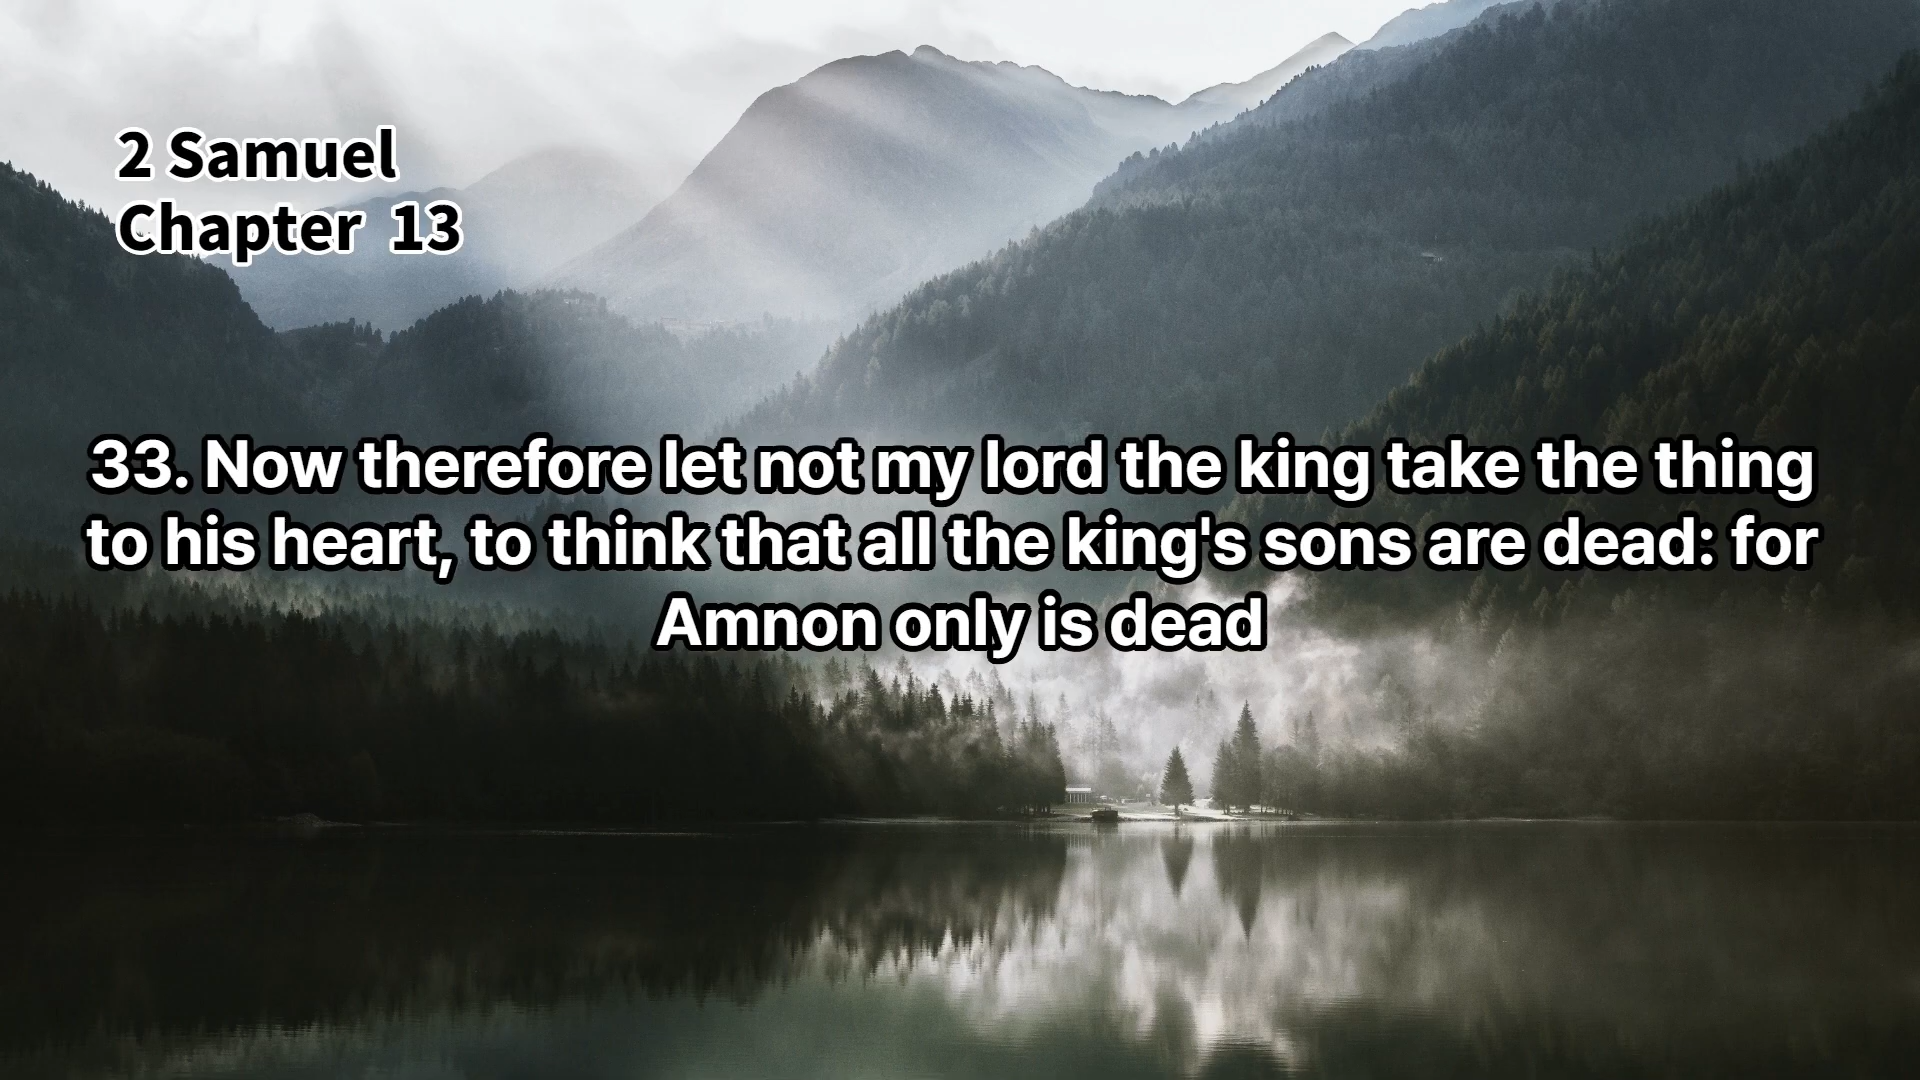 2 Samuel
Chapter 13
33. Now therefore let not my lord the king take the thing
to his heart, to think that all the king's sons are dead: for
Amnon only is dead